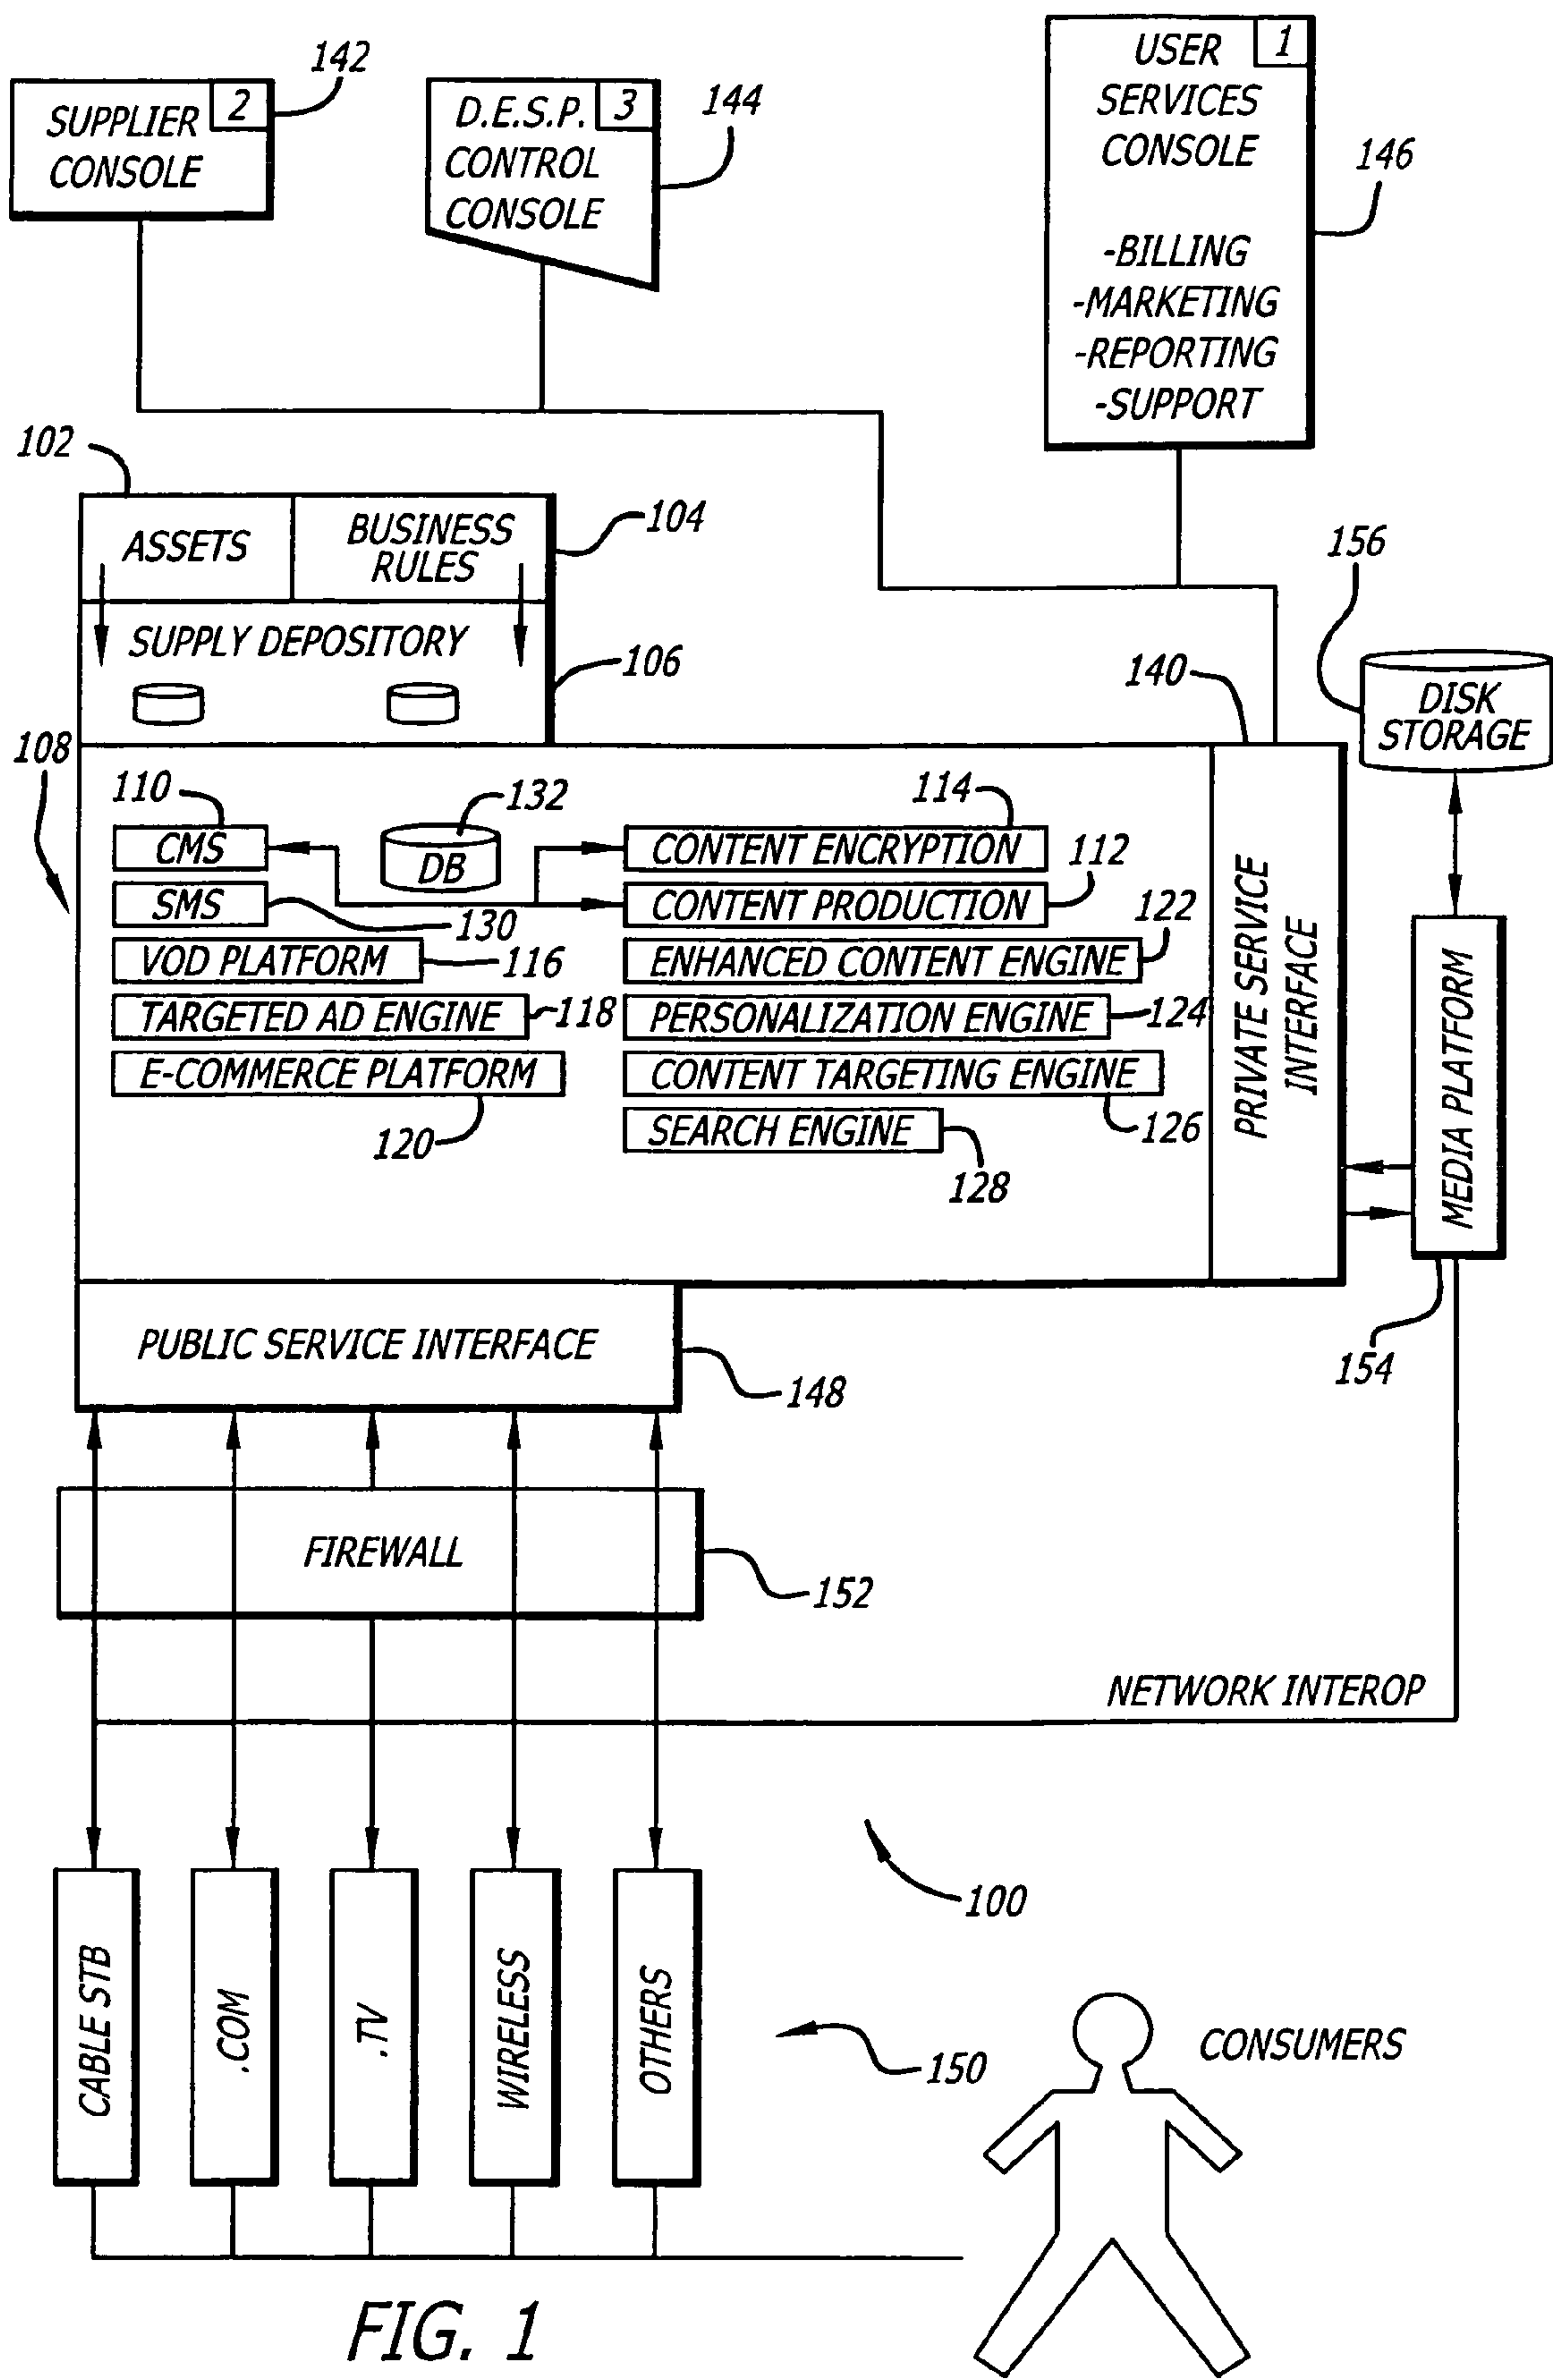 142
SUPPLIER
CONSOLE
2
D.E.S.P.
CONTROL
CONSOLE
3
144
USER
SERVICES
CONSOLE
1
-BILLING
-MARKETING
-REPORTING
-SUPPORT
146
102
ASSETS
BUSINESS
RULES
104
SUPPLY DEPOSITORY
106
140
156
DISK
STORAGE
108
110
CMS
132
DB
114
CONTENT ENCRYPTION
SMS
130
CONTENT PRODUCTION
112
VOD PLATFORM
116
ENHANCED CONTENT ENGINE
122
TARGETED AD ENGINE
118
PERSONALIZATION ENGINE
124
E-COMMERCE PLATFORM
120
CONTENT TARGETING ENGINE
126
SEARCH ENGINE
128
PRIVATE SERVICE
INTERFACE
MEDIA PLATFORM
154
PUBLIC SERVICE INTERFACE
148
FIREWALL
152
NETWORK INTEROP
100
CABLE STB
.COM
.TV
WIRELESS
OTHERS
150
CONSUMERS
FIG. 1